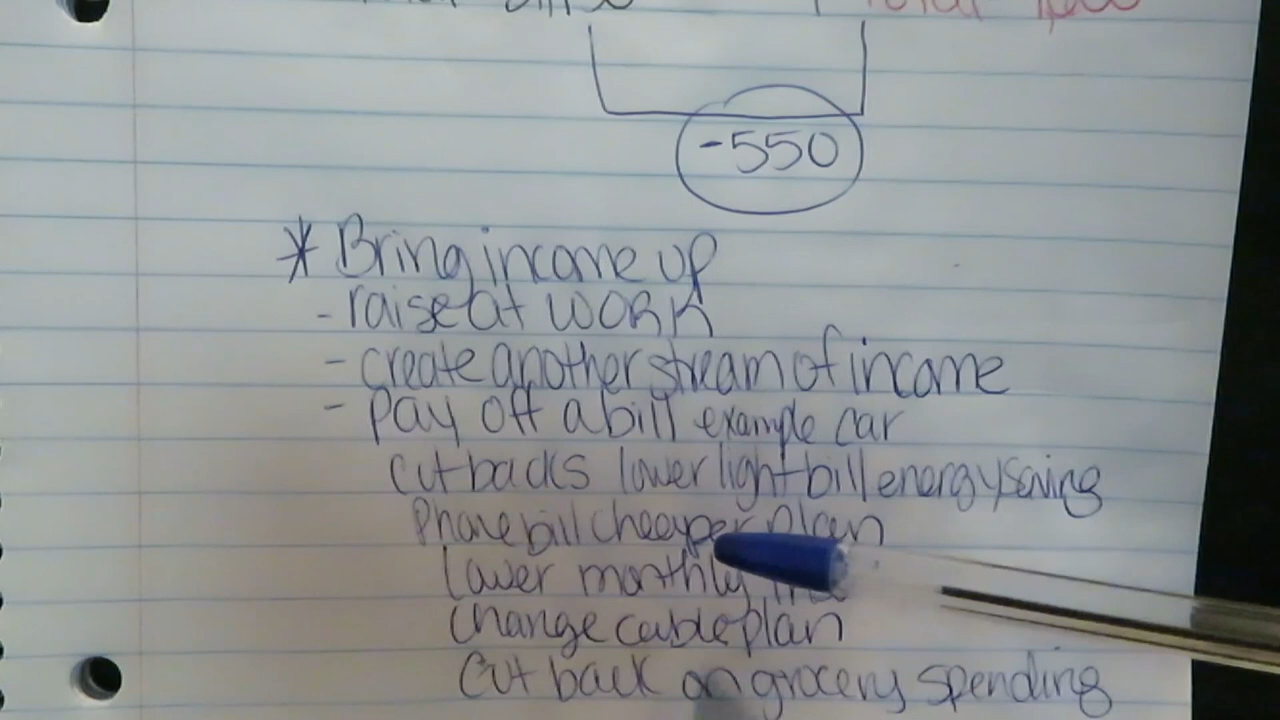 total
-550
* Bring income up
- raise at work
- create another stream of income
- pay off a bill example car
cut backs lower light bill energy saving
Phone bill cheeper plan
lower monthly
change cable plan
cut back on grocery spending